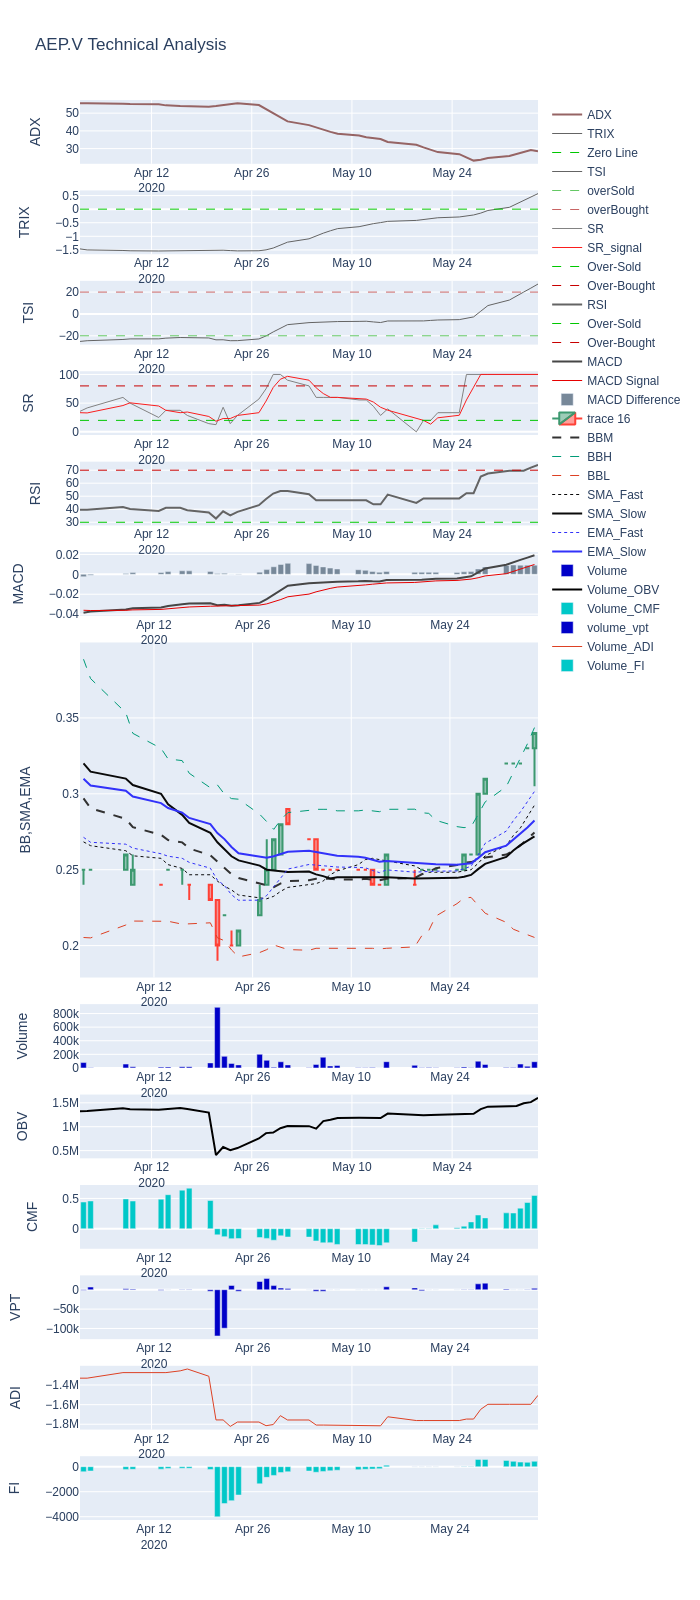 AEP.V Technical Analysis
ADX
50
40
30
Apr 12
2020
Apr 26
May 10
May 24
TRIX
0.5
0
−0.5
−1
−1.5
Apr 12
2020
Apr 26
May 10
May 24
TSI
20
0
−20
Apr 12
2020
Apr 26
May 10
May 24
SR
100
50
0
Apr 12
2020
Apr 26
May 10
May 24
RSI
70
60
50
40
30
Apr 12
2020
Apr 26
May 10
May 24
MACD
0.02
0
−0.02
−0.04
Apr 12
2020
Apr 26
May 10
May 24
BB,SMA,EMA
0.35
0.3
0.25
0.2
Apr 12
2020
Apr 26
May 10
May 24
Volume
800k
600k
400k
200k
0
Apr 12
2020
Apr 26
May 10
May 24
OBV
1.5M
1M
0.5M
Apr 12
2020
Apr 26
May 10
May 24
CMF
0.5
0
Apr 12
2020
Apr 26
May 10
May 24
VPT
0
−50k
−100k
Apr 12
2020
Apr 26
May 10
May 24
ADI
−1.4M
−1.6M
−1.8M
Apr 12
2020
Apr 26
May 10
May 24
FI
0
−2000
−4000
Apr 12
2020
Apr 26
May 10
May 24
ADX
TRIX
Zero Line
TSI
overSold
overBought
SR
SR_signal
Over-Sold
Over-Bought
RSI
Over-Sold
Over-Bought
MACD
MACD Signal
MACD Difference
trace 16
BBM
BBH
BBL
SMA_Fast
SMA_Slow
EMA_Fast
EMA_Slow
Volume
Volume_OBV
Volume_CMF
volume_vpt
Volume_ADI
Volume_FI